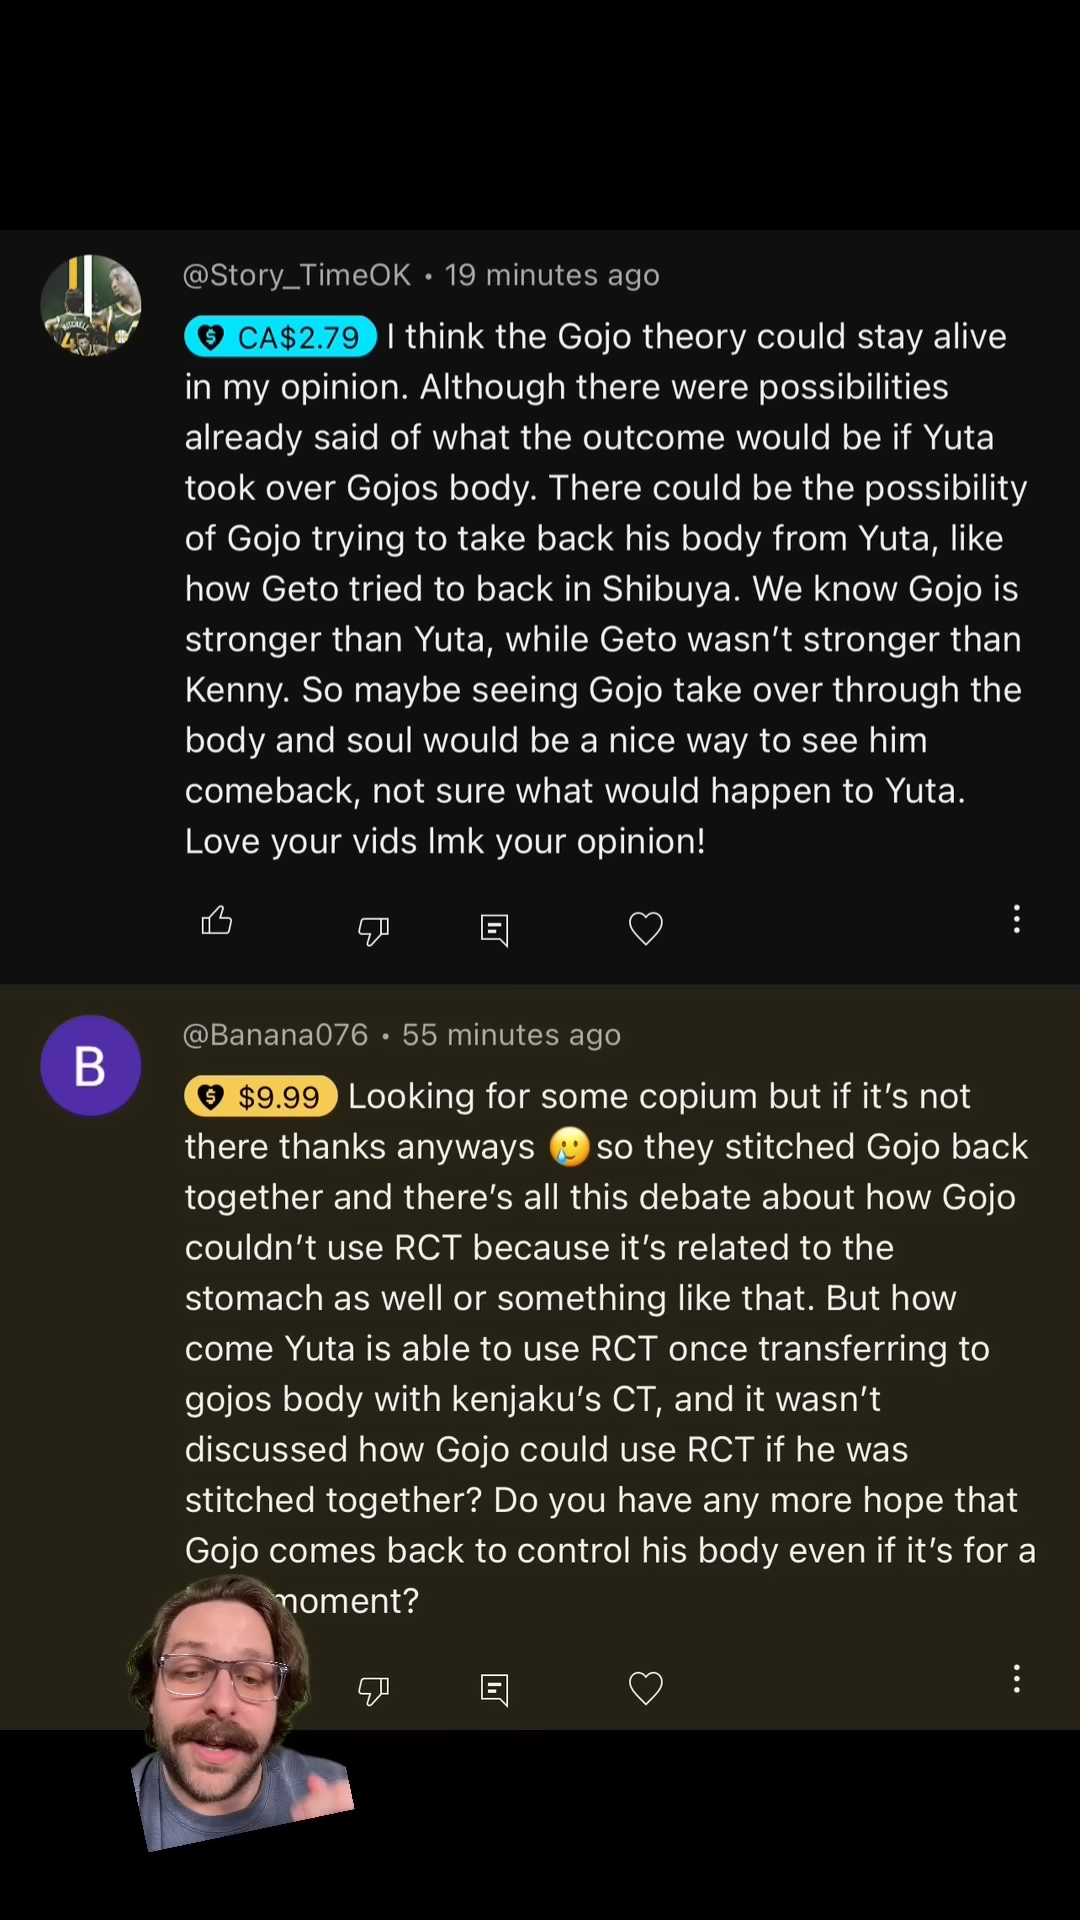 @Story_TimeOK • 19 minutes ago
CA$2.79 I think the Gojo theory could stay alive
in my opinion. Although there were possibilities
already said of what the outcome would be if Yuta
took over Gojos body. There could be the possibility
of Gojo trying to take back his body from Yuta, like
how Geto tried to back in Shibuya. We know Gojo is
stronger than Yuta, while Geto wasn’t stronger than
Kenny. So maybe seeing Gojo take over through the
body and soul would be a nice way to see him
comeback, not sure what would happen to Yuta.
Love your vids lmk your opinion!
B
@Banana076 • 55 minutes ago
$9.99 Looking for some copium but if it’s not
there thanks anyways 🥲 so they stitched Gojo back
together and there’s all this debate about how Gojo
couldn’t use RCT because it’s related to the
stomach as well or something like that. But how
come Yuta is able to use RCT once transferring to
gojos body with kenjaku’s CT, and it wasn’t
discussed how Gojo could use RCT if he was
stitched together? Do you have any more hope that
Gojo comes back to control his body even if it’s for a
moment?